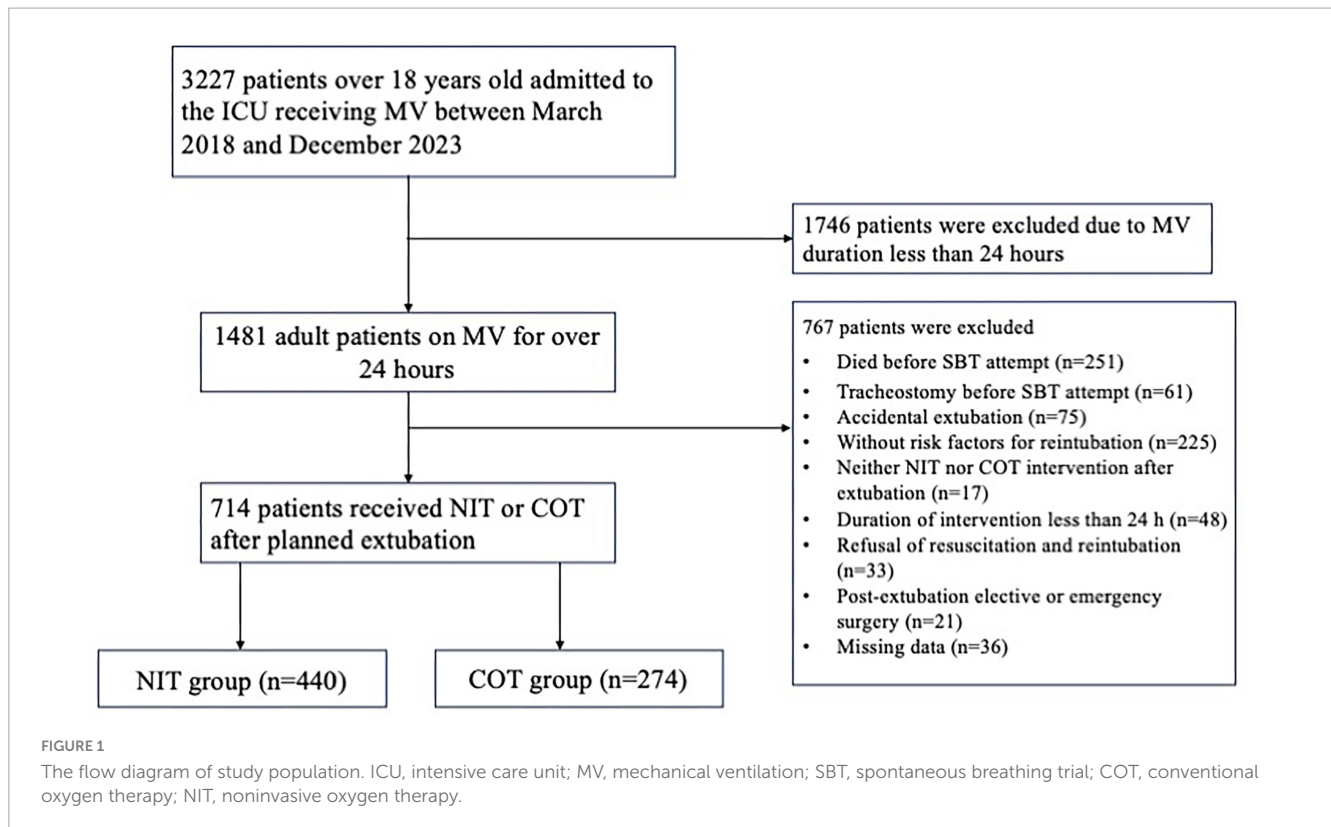 3227 patients over 18 years old admitted to
the ICU receiving MV between March
2018 and December 2023
1746 patients were excluded due to MV
duration less than 24 hours
1481 adult patients on MV for over
24 hours
767 patients were excluded
• Died before SBT attempt (n=251)
• Tracheostomy before SBT attempt (n=61)
• Accidental extubation (n=75)
• Without risk factors for reintubation (n=225)
• Neither NIT nor COT intervention after
extubation (n=17)
• Duration of intervention less than 24 h (n=48)
• Refusal of resuscitation and reintubation
(n=33)
• Post-extubation elective or emergency
surgery (n=21)
• Missing data (n=36)
714 patients received NIT or COT
after planned extubation
NIT group (n=440)
COT group (n=274)
FIGURE 1
The flow diagram of study population. ICU, intensive care unit; MV, mechanical ventilation; SBT, spontaneous breathing trial; COT, conventional
oxygen therapy; NIT, noninvasive oxygen therapy.